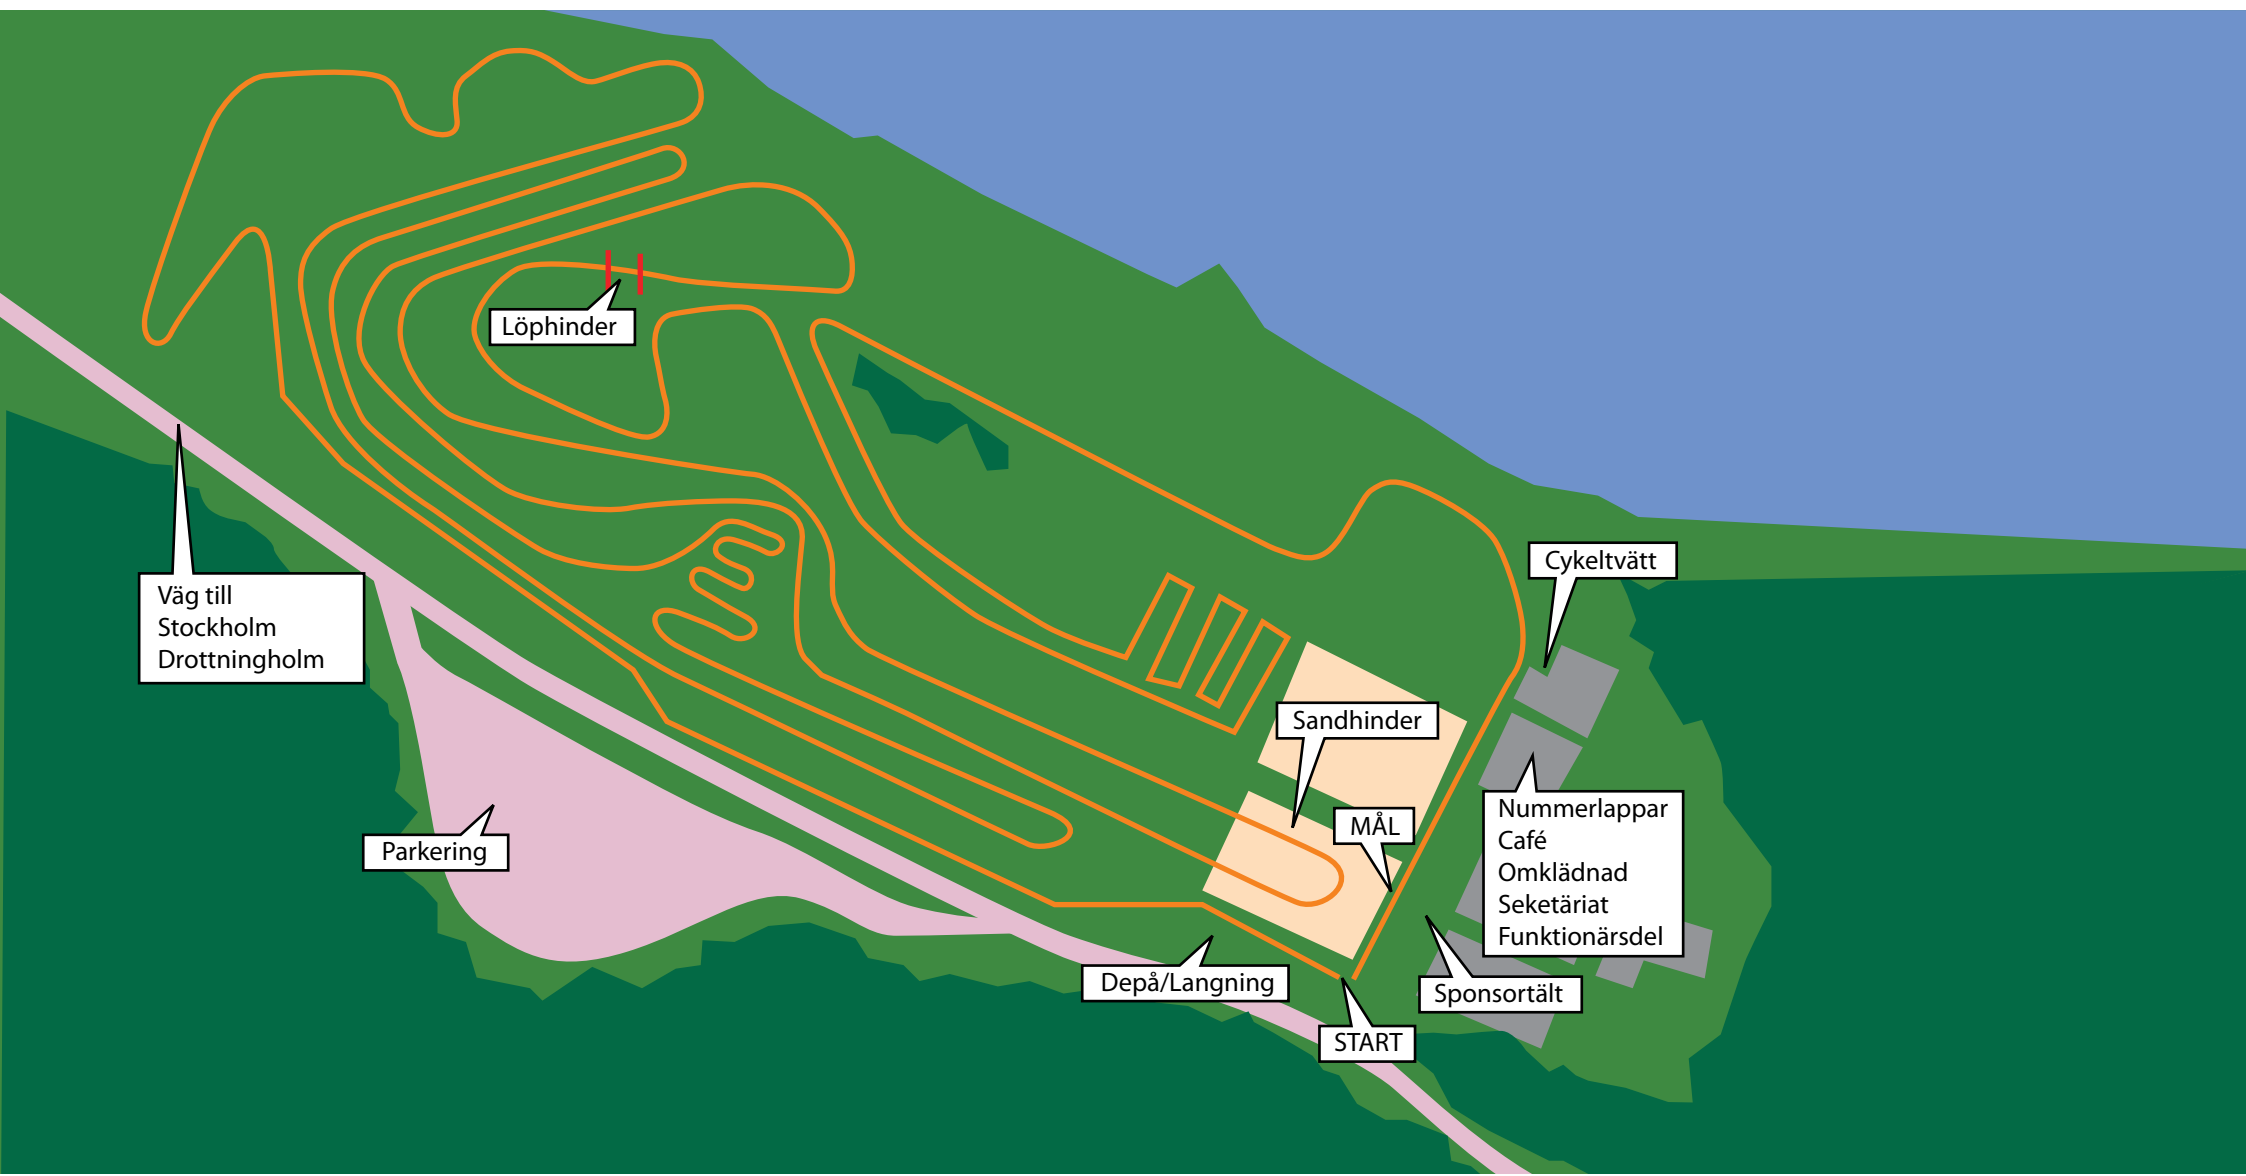 Löphinder
Cykeltvätt
Väg till
Stockholm
Drottningholm
Sandhinder
MÅL
Nummerlappar
Café
Omklädnad
Seketäriat
Funktionärsdel
Parkering
Depå/Langning
Sponsortält
START